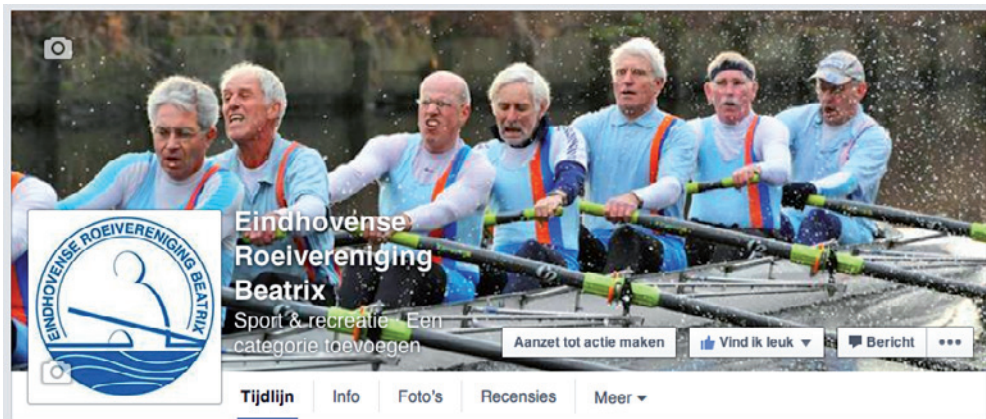 EINDHOVENSE ROEIVERENIGING BEATRIX
Eindhovense
Roeivereniging
Beatrix
Sport & recreatie · Een
categorie toevoegen
Aanzet tot actie maken
Vind ik leuk
Bericht
Tijdlijn
Info
Foto's
Recensies
Meer